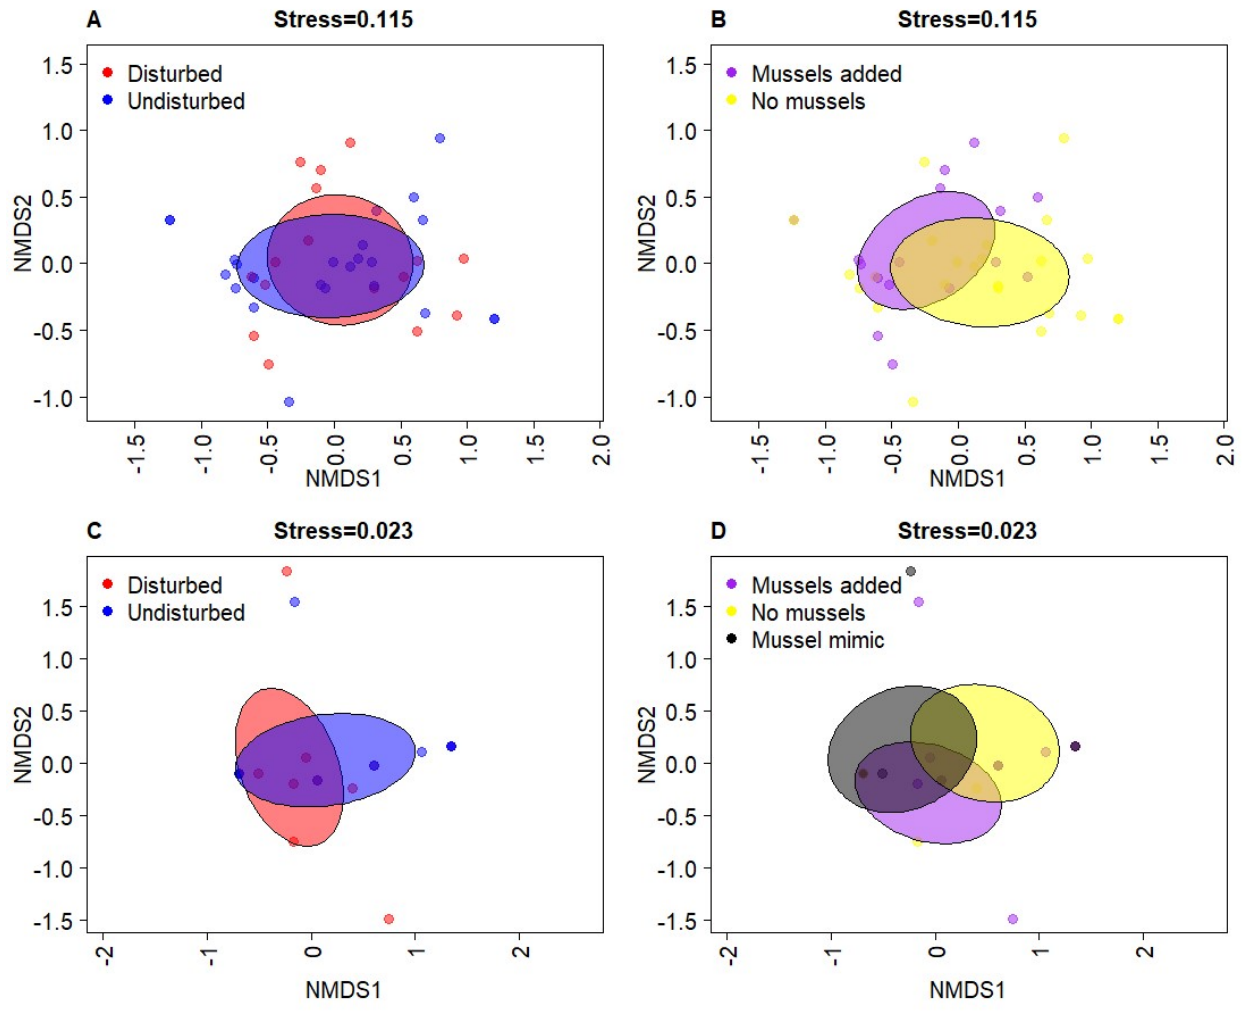 A Stress=0.115
Disturbed
Undisturbed
1.5
1.0
0.5
0.0
-0.5
-1.0
NMDS2
-1.5 -1.0 -0.5 0.0 0.5 1.0 1.5 2.0
NMDS1
B Stress=0.115
Mussels added
No mussels
1.5
1.0
0.5
0.0
-0.5
-1.0
NMDS2
-1.5 -1.0 -0.5 0.0 0.5 1.0 1.5 2.0
NMDS1
C Stress=0.023
Disturbed
Undisturbed
1.5
1.0
0.5
0.0
-0.5
-1.0
-1.5
NMDS2
-2 -1 0 1 2
NMDS1
D Stress=0.023
Mussels added
No mussels
Mussel mimic
1.5
1.0
0.5
0.0
-0.5
-1.0
-1.5
NMDS2
-2 -1 0 1 2
NMDS1